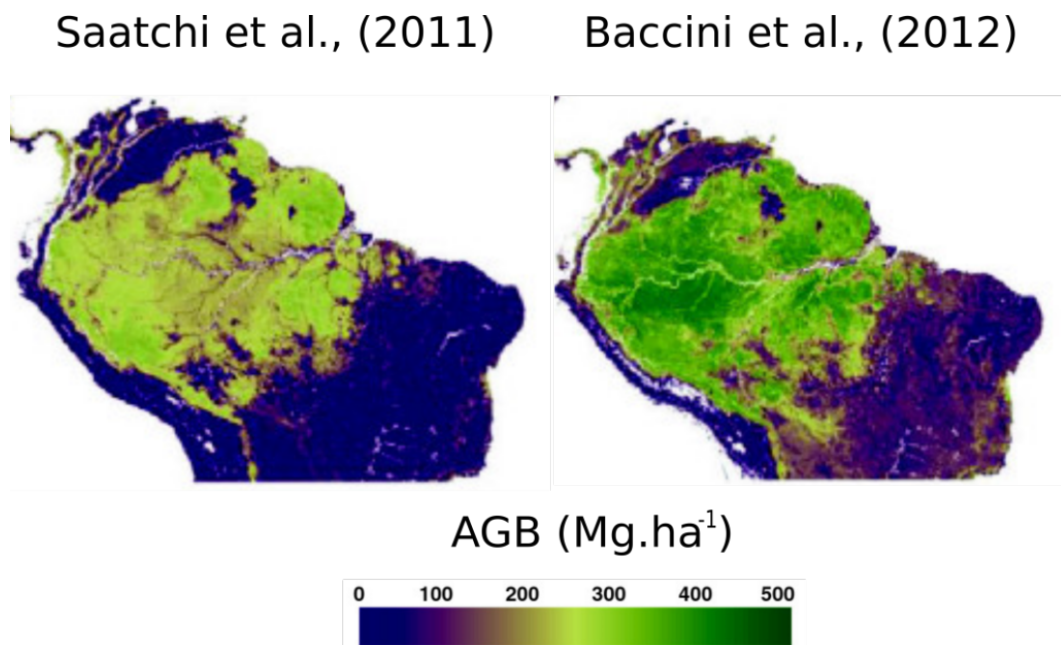 Saatchi et al., (2011) Baccini et al., (2012)
AGB (Mg.ha⁻¹)
0 100 200 300 400 500